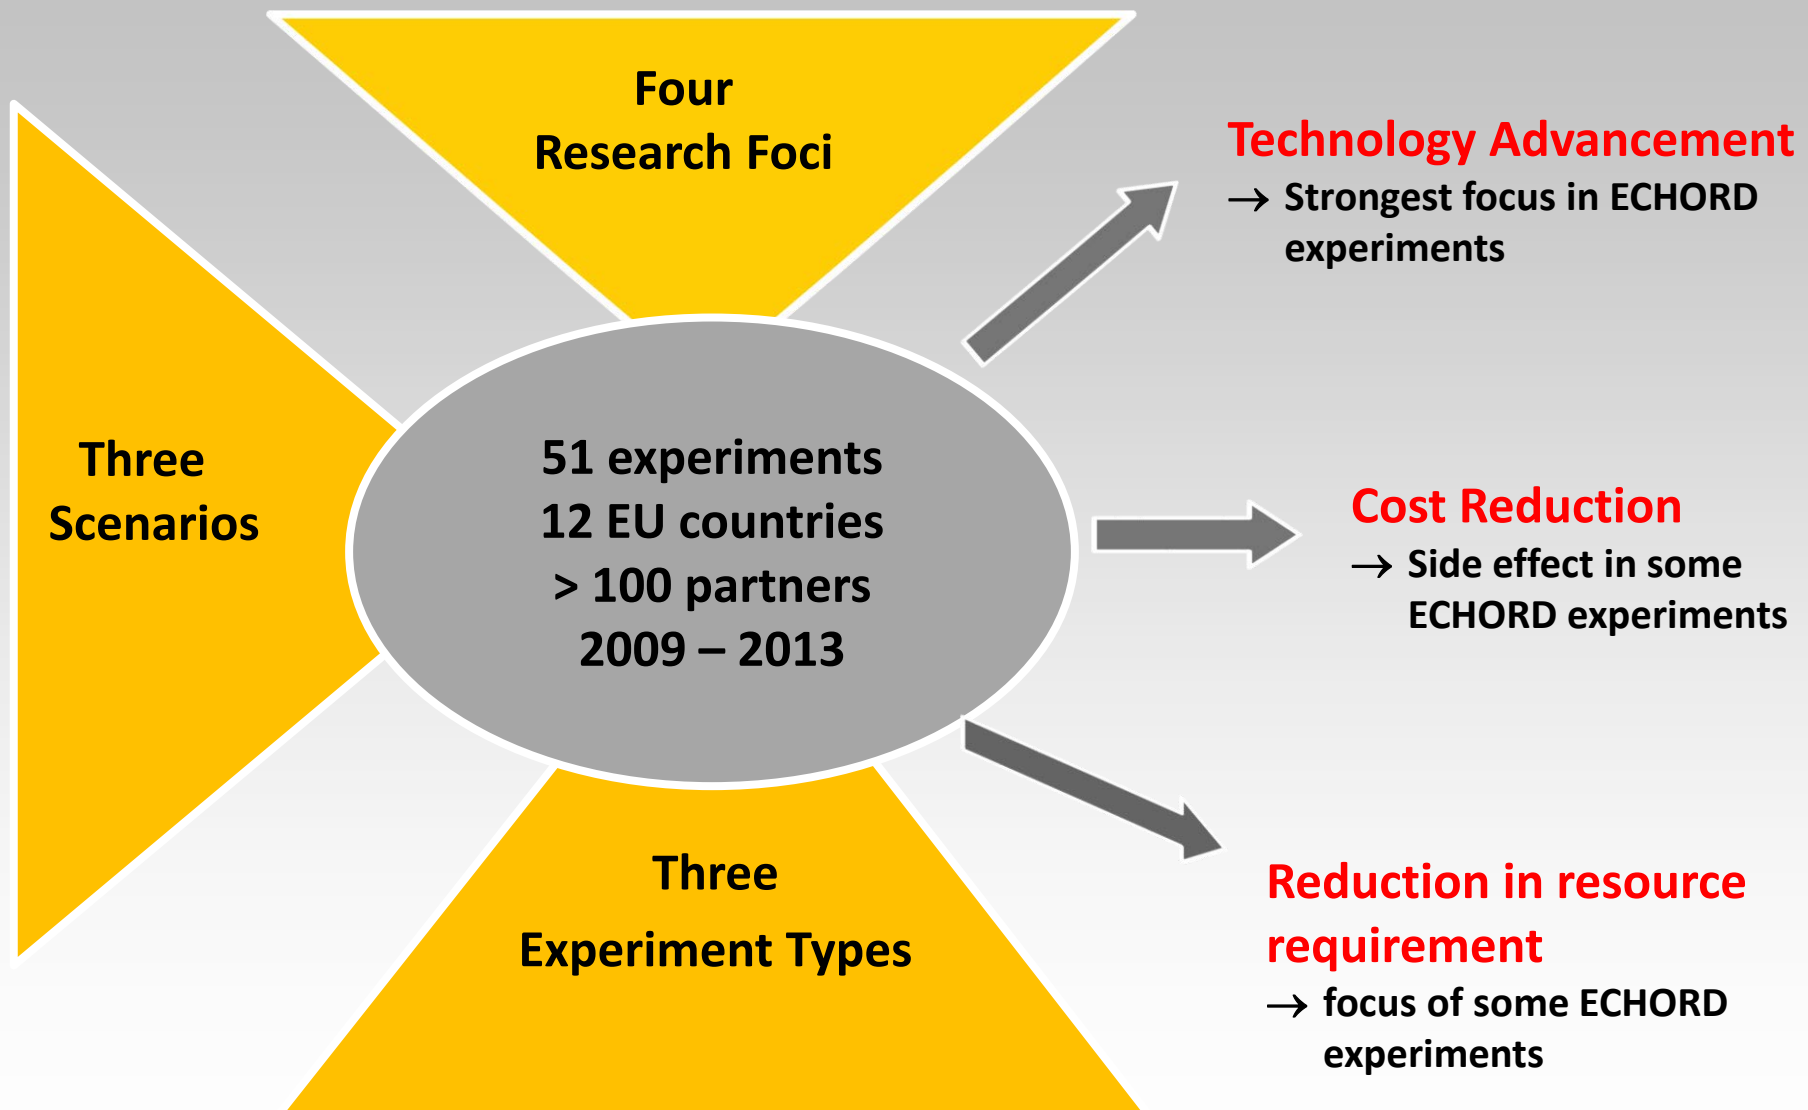 Four
Research Foci
Three
Scenarios
51 experiments
12 EU countries
> 100 partners
2009 – 2013
Three
Experiment Types
Technology Advancement
→ Strongest focus in ECHORD
experiments
Cost Reduction
→ Side effect in some
ECHORD experiments
Reduction in resource
requirement
→ focus of some ECHORD
experiments